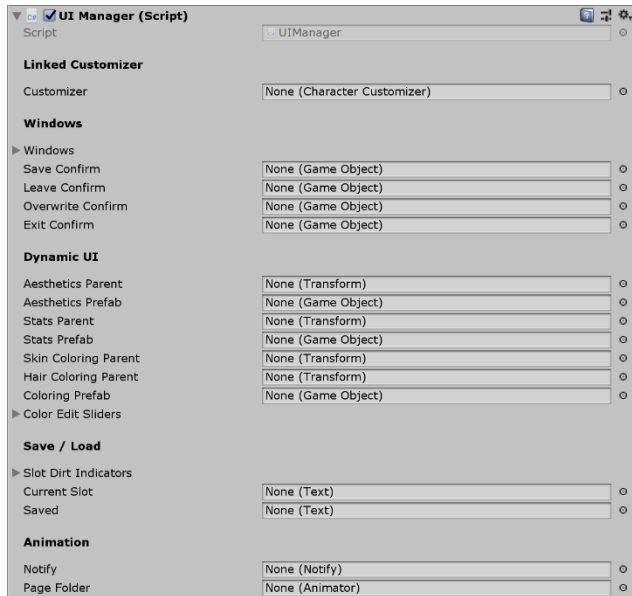 UI Manager (Script)
Script UIManager
Linked Customizer
Customizer None (Character Customizer)
Windows
Windows
Save Confirm None (Game Object)
Leave Confirm None (Game Object)
Overwrite Confirm None (Game Object)
Exit Confirm None (Game Object)
Dynamic UI
Aesthetics Parent None (Transform)
Aesthetics Prefab None (Game Object)
Stats Parent None (Transform)
Stats Prefab None (Game Object)
Skin Coloring Parent None (Transform)
Hair Coloring Parent None (Transform)
Coloring Prefab None (Game Object)
Color Edit Sliders
Save / Load
Slot Dirt Indicators
Current Slot None (Text)
Saved None (Text)
Animation
Notify None (Notify)
Page Folder None (Animator)